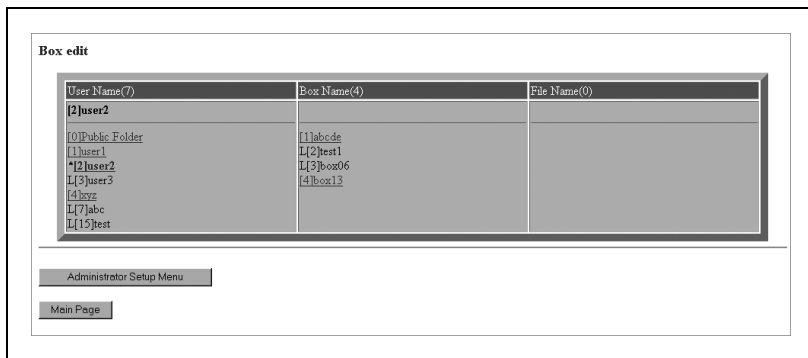 Box edit
User Name(7) Box Name(4) File Name(0)
[2]user2
[0]Public Folder [1]abcde
[1]user1 L[2]test1
*[2]user2 L[3]box06
L[3]user3 [4]box13
[4]xyz
L[7]abc
L[15]test
Administrator Setup Menu
Main Page